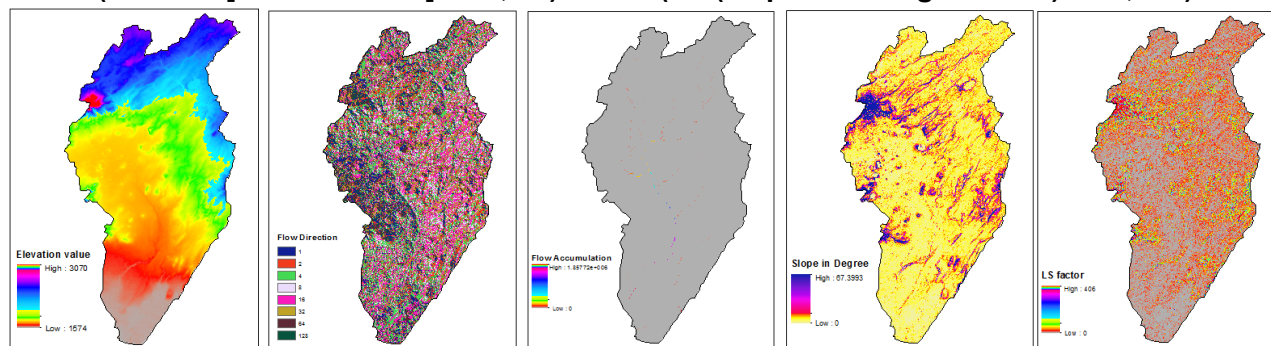 Elevation value
High : 3070
Low : 1574
Flow Direction
1
2
4
8
16
32
64
128
Flow Accumulation
High : 1.85772e+006
Low : 0
Slope in Degree
High : 67.3993
Low : 0
LS factor
High : 406
Low : 0